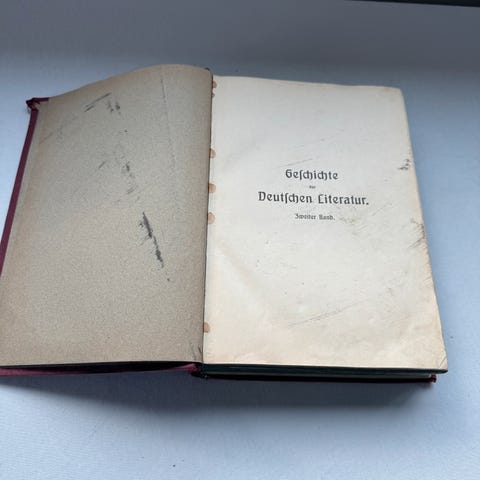 Geschichte
der
Deutschen Literatur.
Zweiter Band.